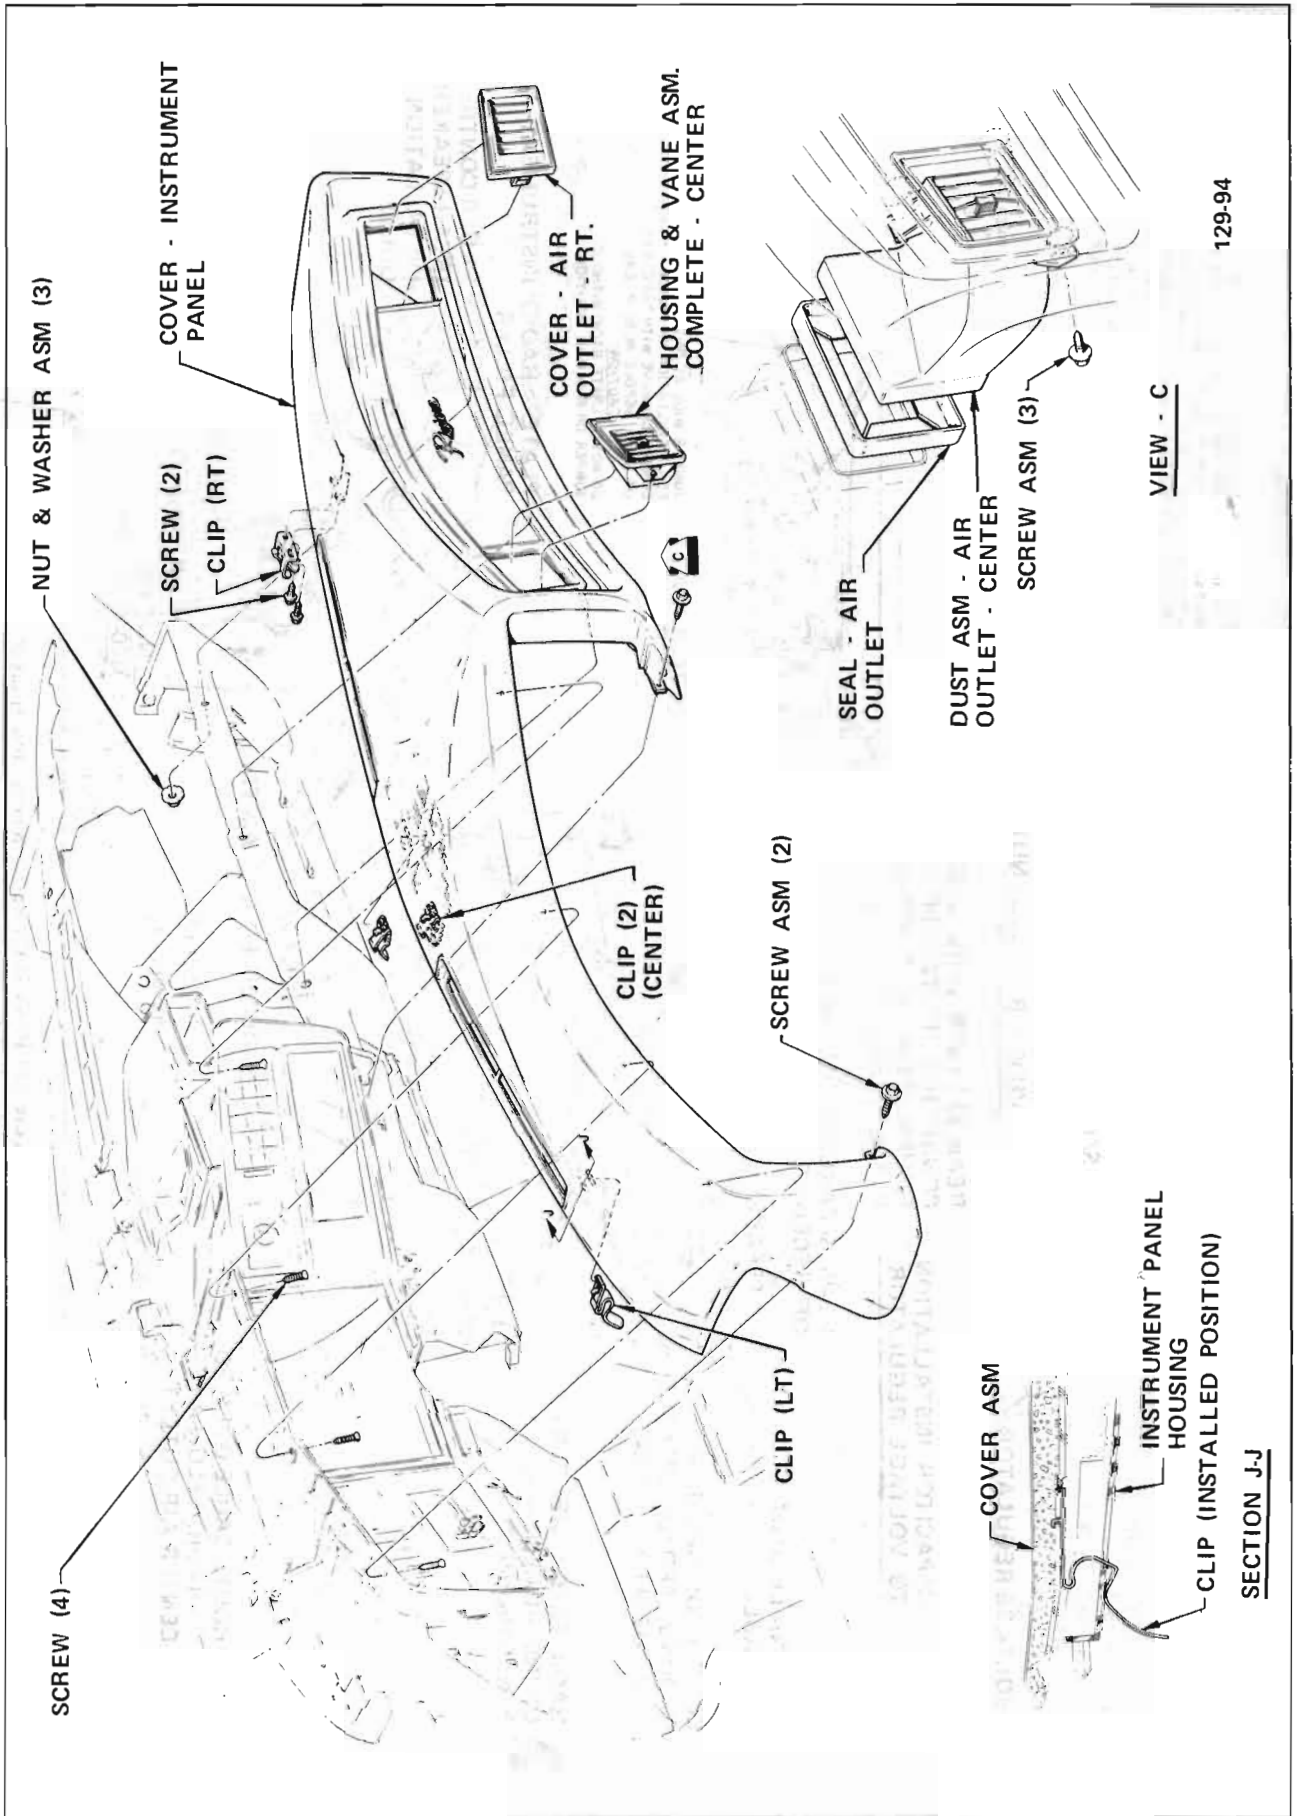 NUT & WASHER ASM (3)
COVER - INSTRUMENT
PANEL
SCREW (2)
CLIP (RT)
SCREW (4)
COVER - AIR
OUTLET - RT.
HOUSING & VANE ASM.
COMPLETE - CENTER
C
CLIP (2)
(CENTER)
SCREW ASM (2)
CLIP (LT)
J
J
SEAL - AIR
OUTLET
DUST ASM - AIR
OUTLET - CENTER
SCREW ASM (3)
VIEW - C
COVER ASM
INSTRUMENT PANEL
HOUSING
CLIP (INSTALLED POSITION)
SECTION J-J
129-94